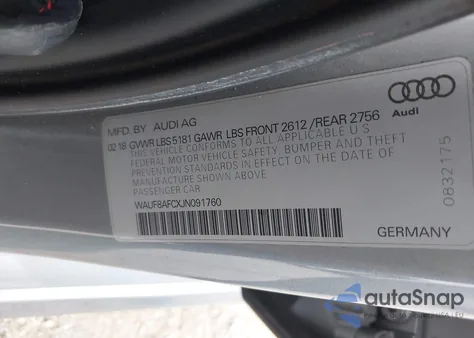 MFD. BY AUDI AG
02 18 GVWR LBS 5181 GAWR LBS FRONT 2612 /REAR 2756
THIS VEHICLE CONFORMS TO ALL APPLICABLE U S
FEDERAL MOTOR VEHICLE SAFETY, BUMPER AND THEFT
PREVENTION STANDARDS IN EFFECT ON THE DATE OF
MANUFACTURE SHOWN ABOVE
PASSENGER CAR
WAUF8AFCXJN091760
Audi
0832175
GERMANY
autoSnap